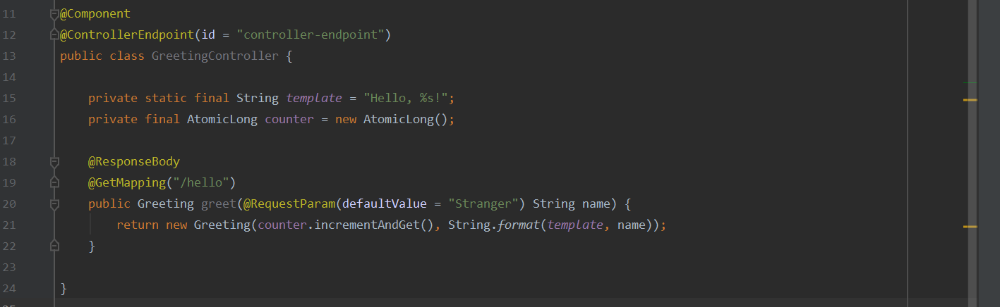 11 @Component
12 @ControllerEndpoint(id = "controller-endpoint")
13 public class GreetingController {
14
15     private static final String template = "Hello, %s!";
16     private final AtomicLong counter = new AtomicLong();
17
18     @ResponseBody
19     @GetMapping("/hello")
20     public Greeting greet(@RequestParam(defaultValue = "Stranger") String name) {
21         return new Greeting(counter.incrementAndGet(), String.format(template, name));
22     }
23
24 }